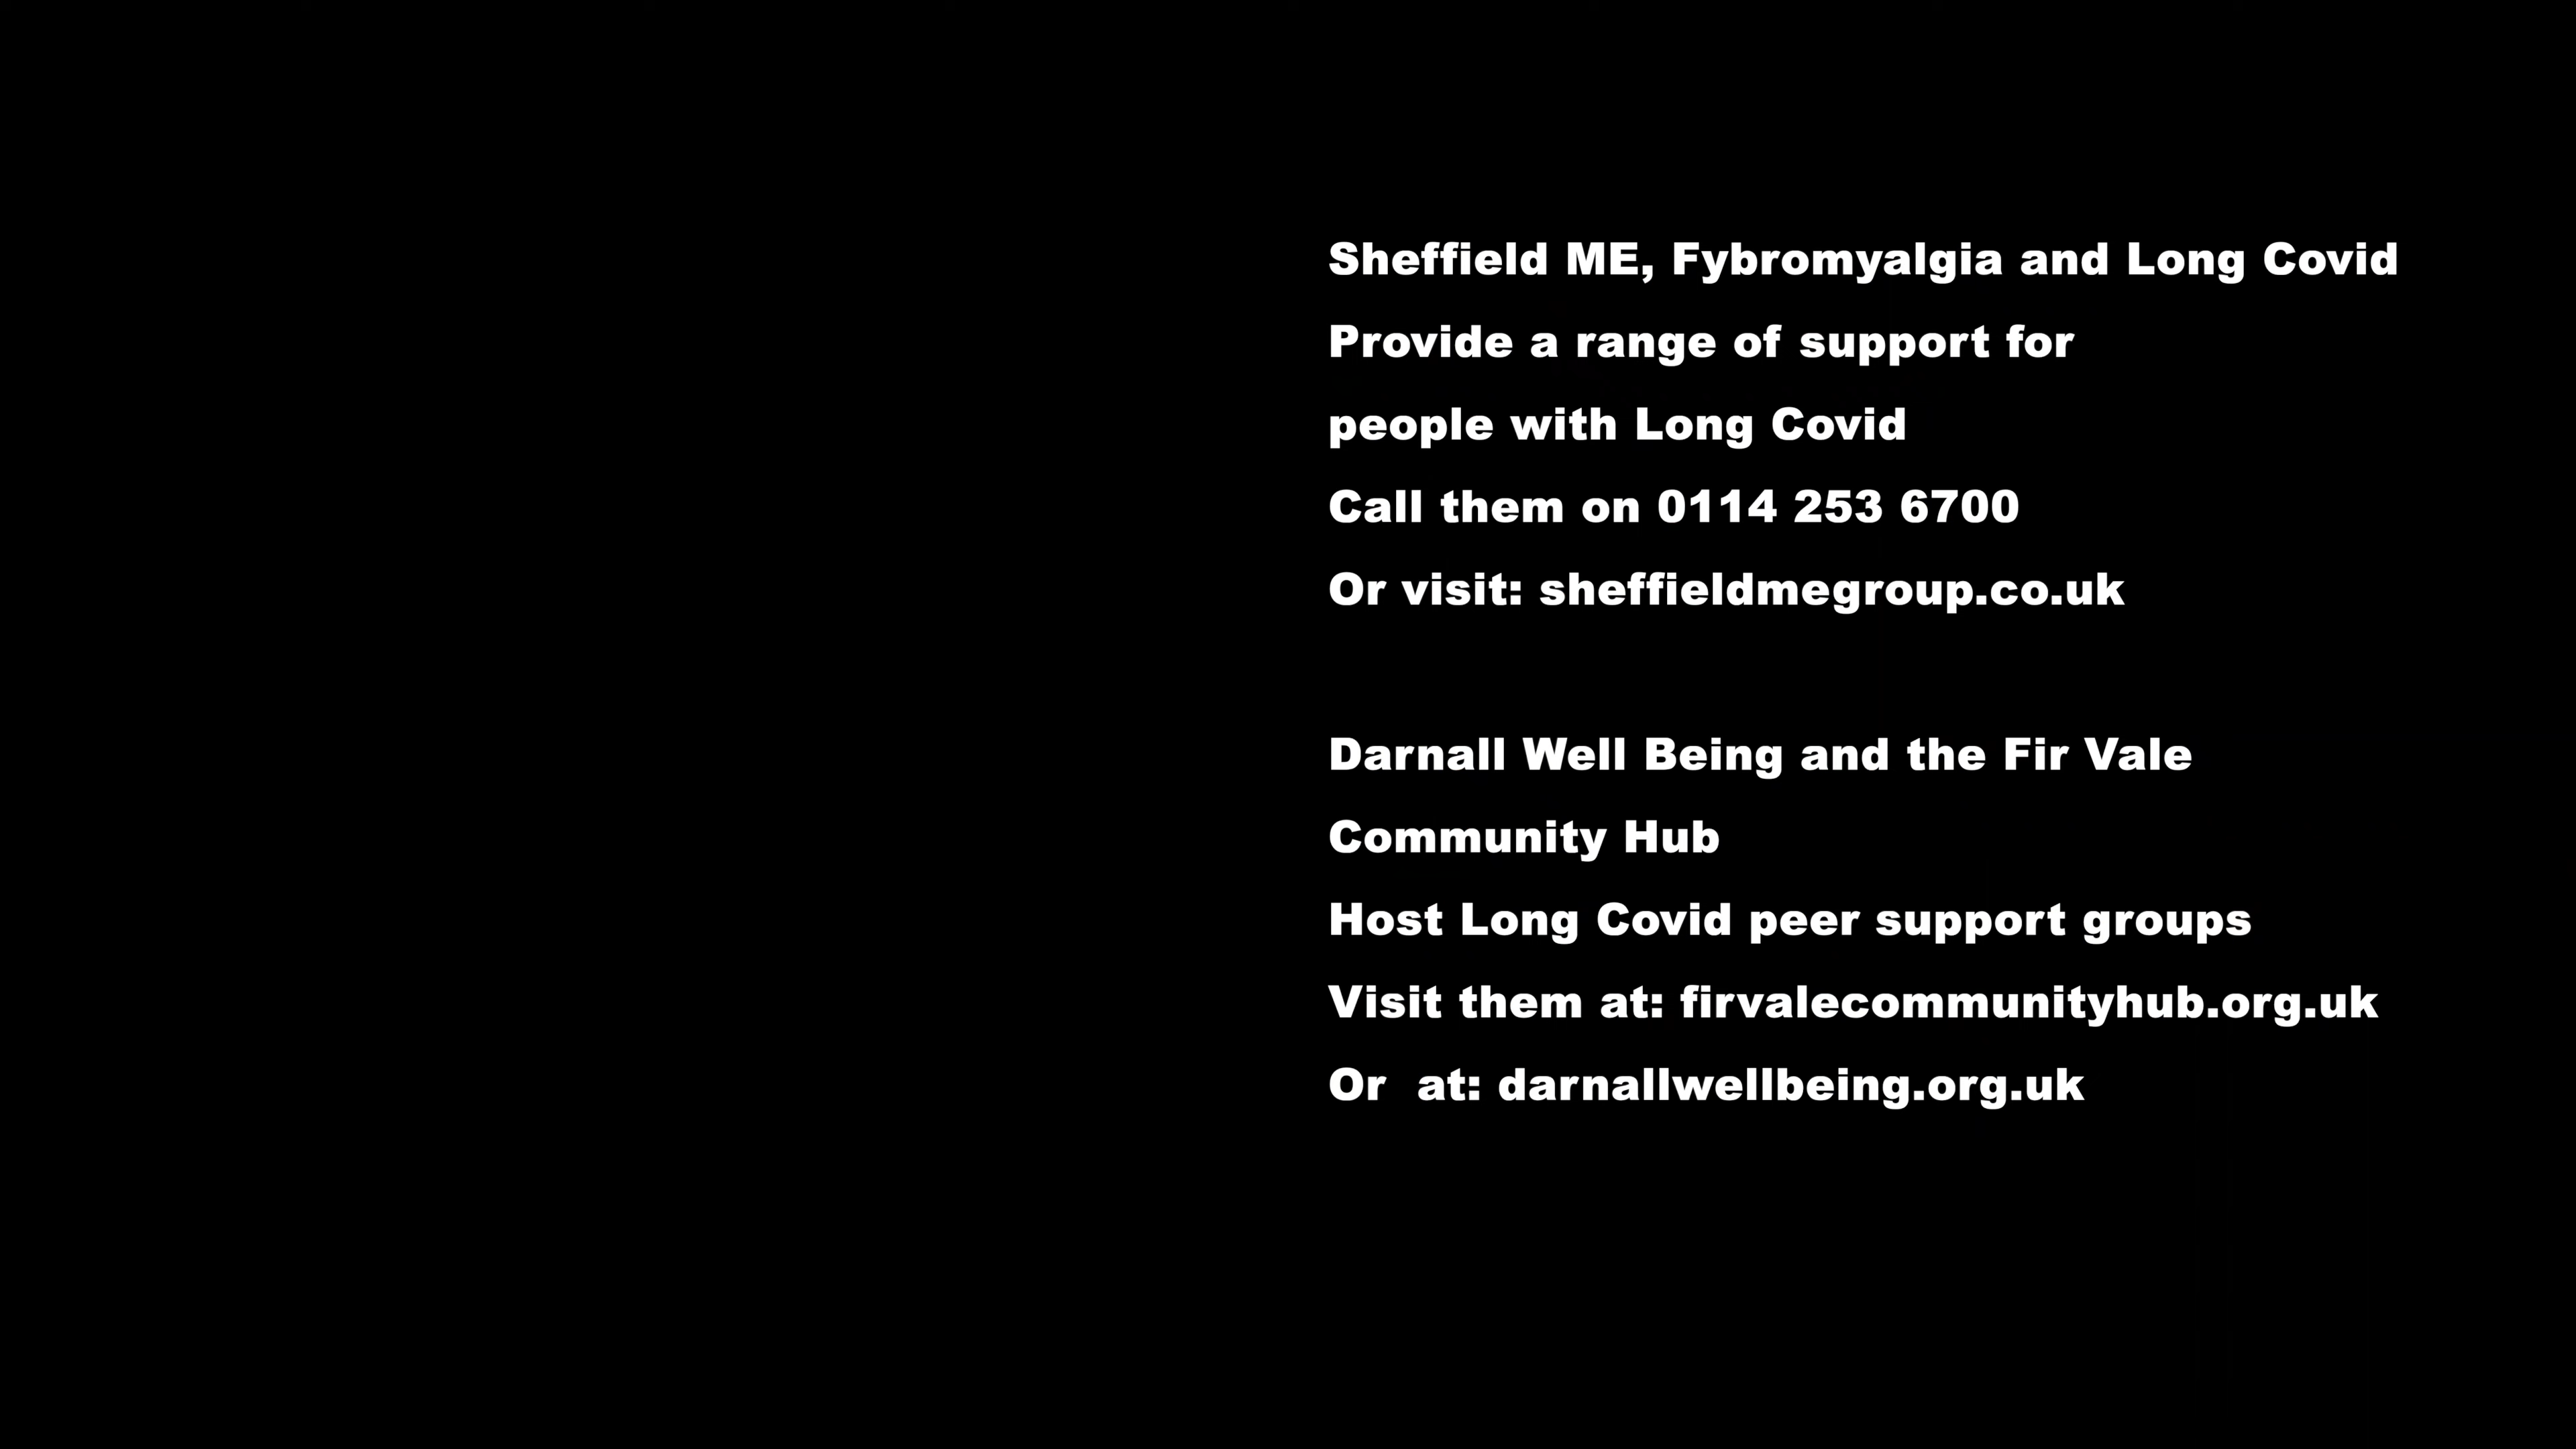 Sheffield ME, Fybromyalgia and Long Covid
Provide a range of support for
people with Long Covid
Call them on 0114 253 6700
Or visit: sheffieldmegroup.co.uk
Darnall Well Being and the Fir Vale
Community Hub
Host Long Covid peer support groups
Visit them at: firvalecommunityhub.org.uk
Or  at: darnallwellbeing.org.uk